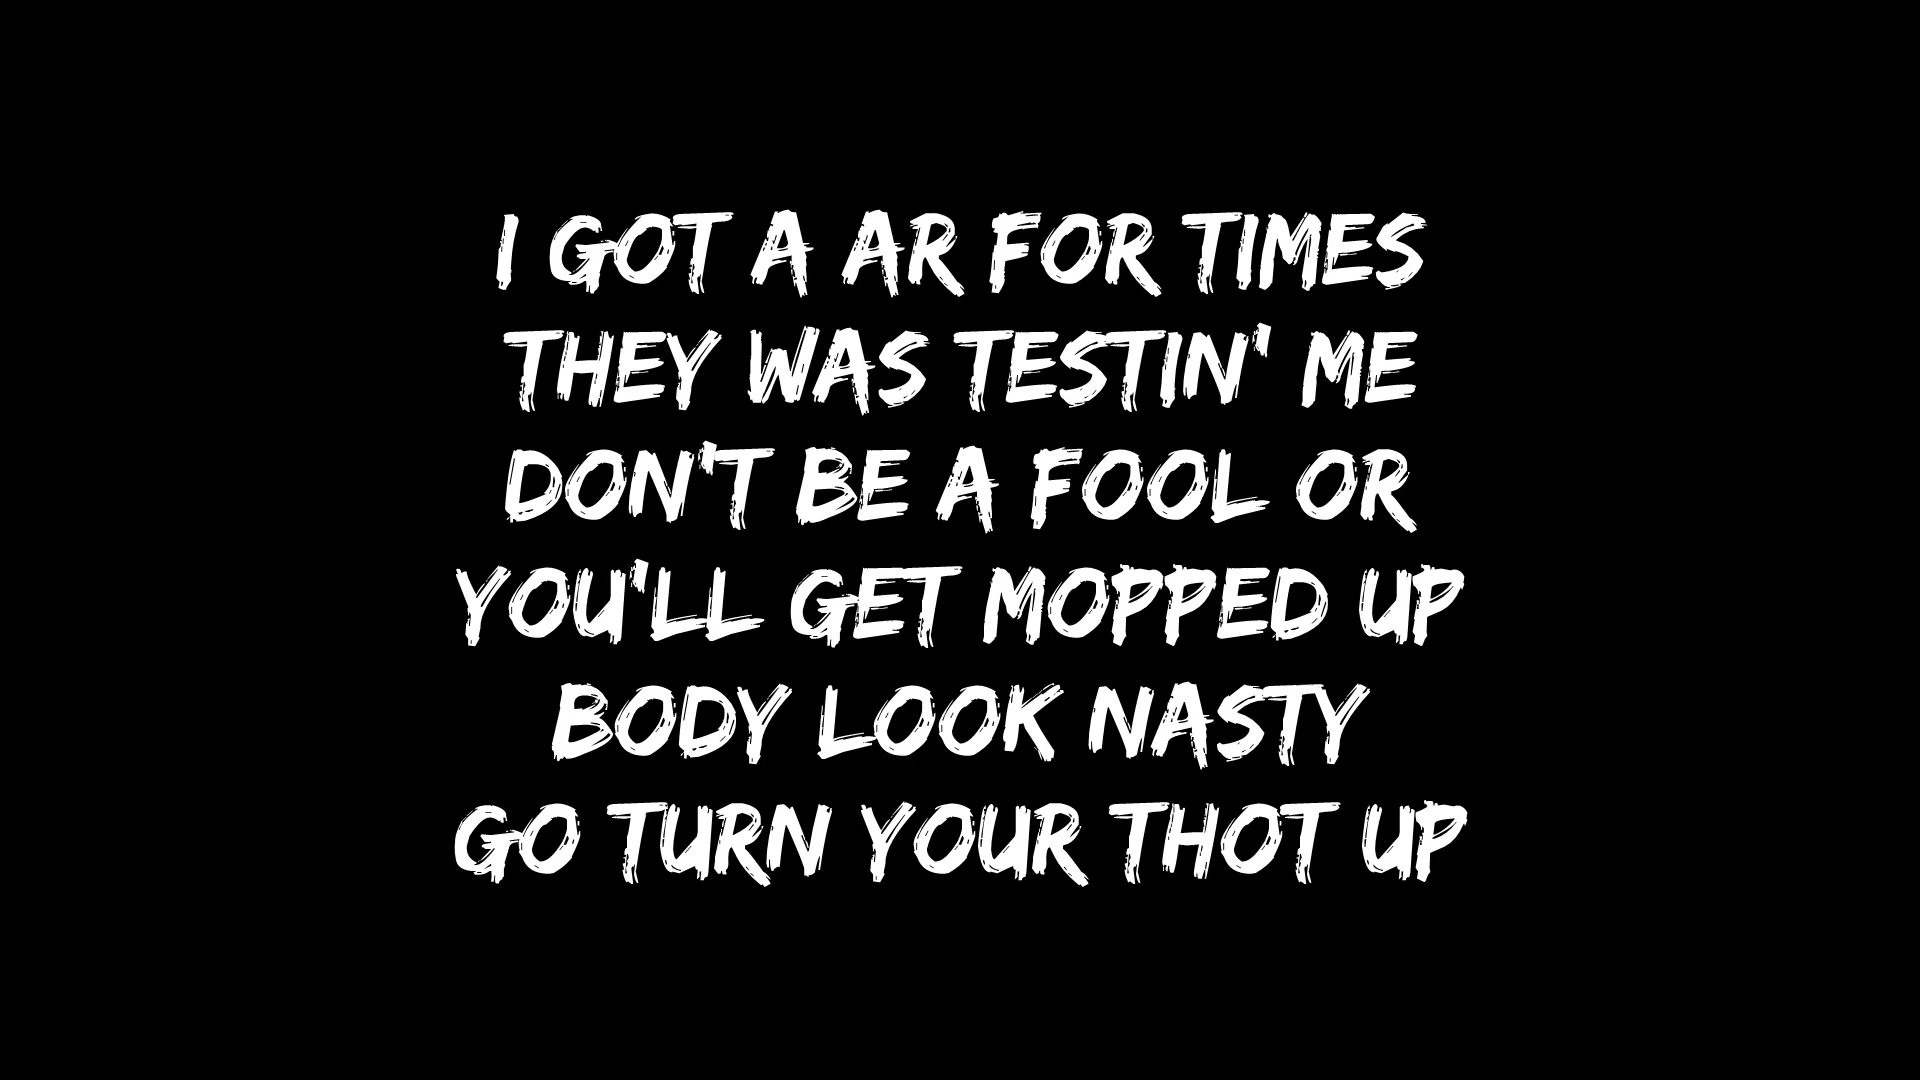 I GOT A AR FOR TIMES
THEY WAS TESTIN' ME
DON'T BE A FOOL OR
YOU'LL GET MOPPED UP
BODY LOOK NASTY
GO TURN YOUR THOT UP